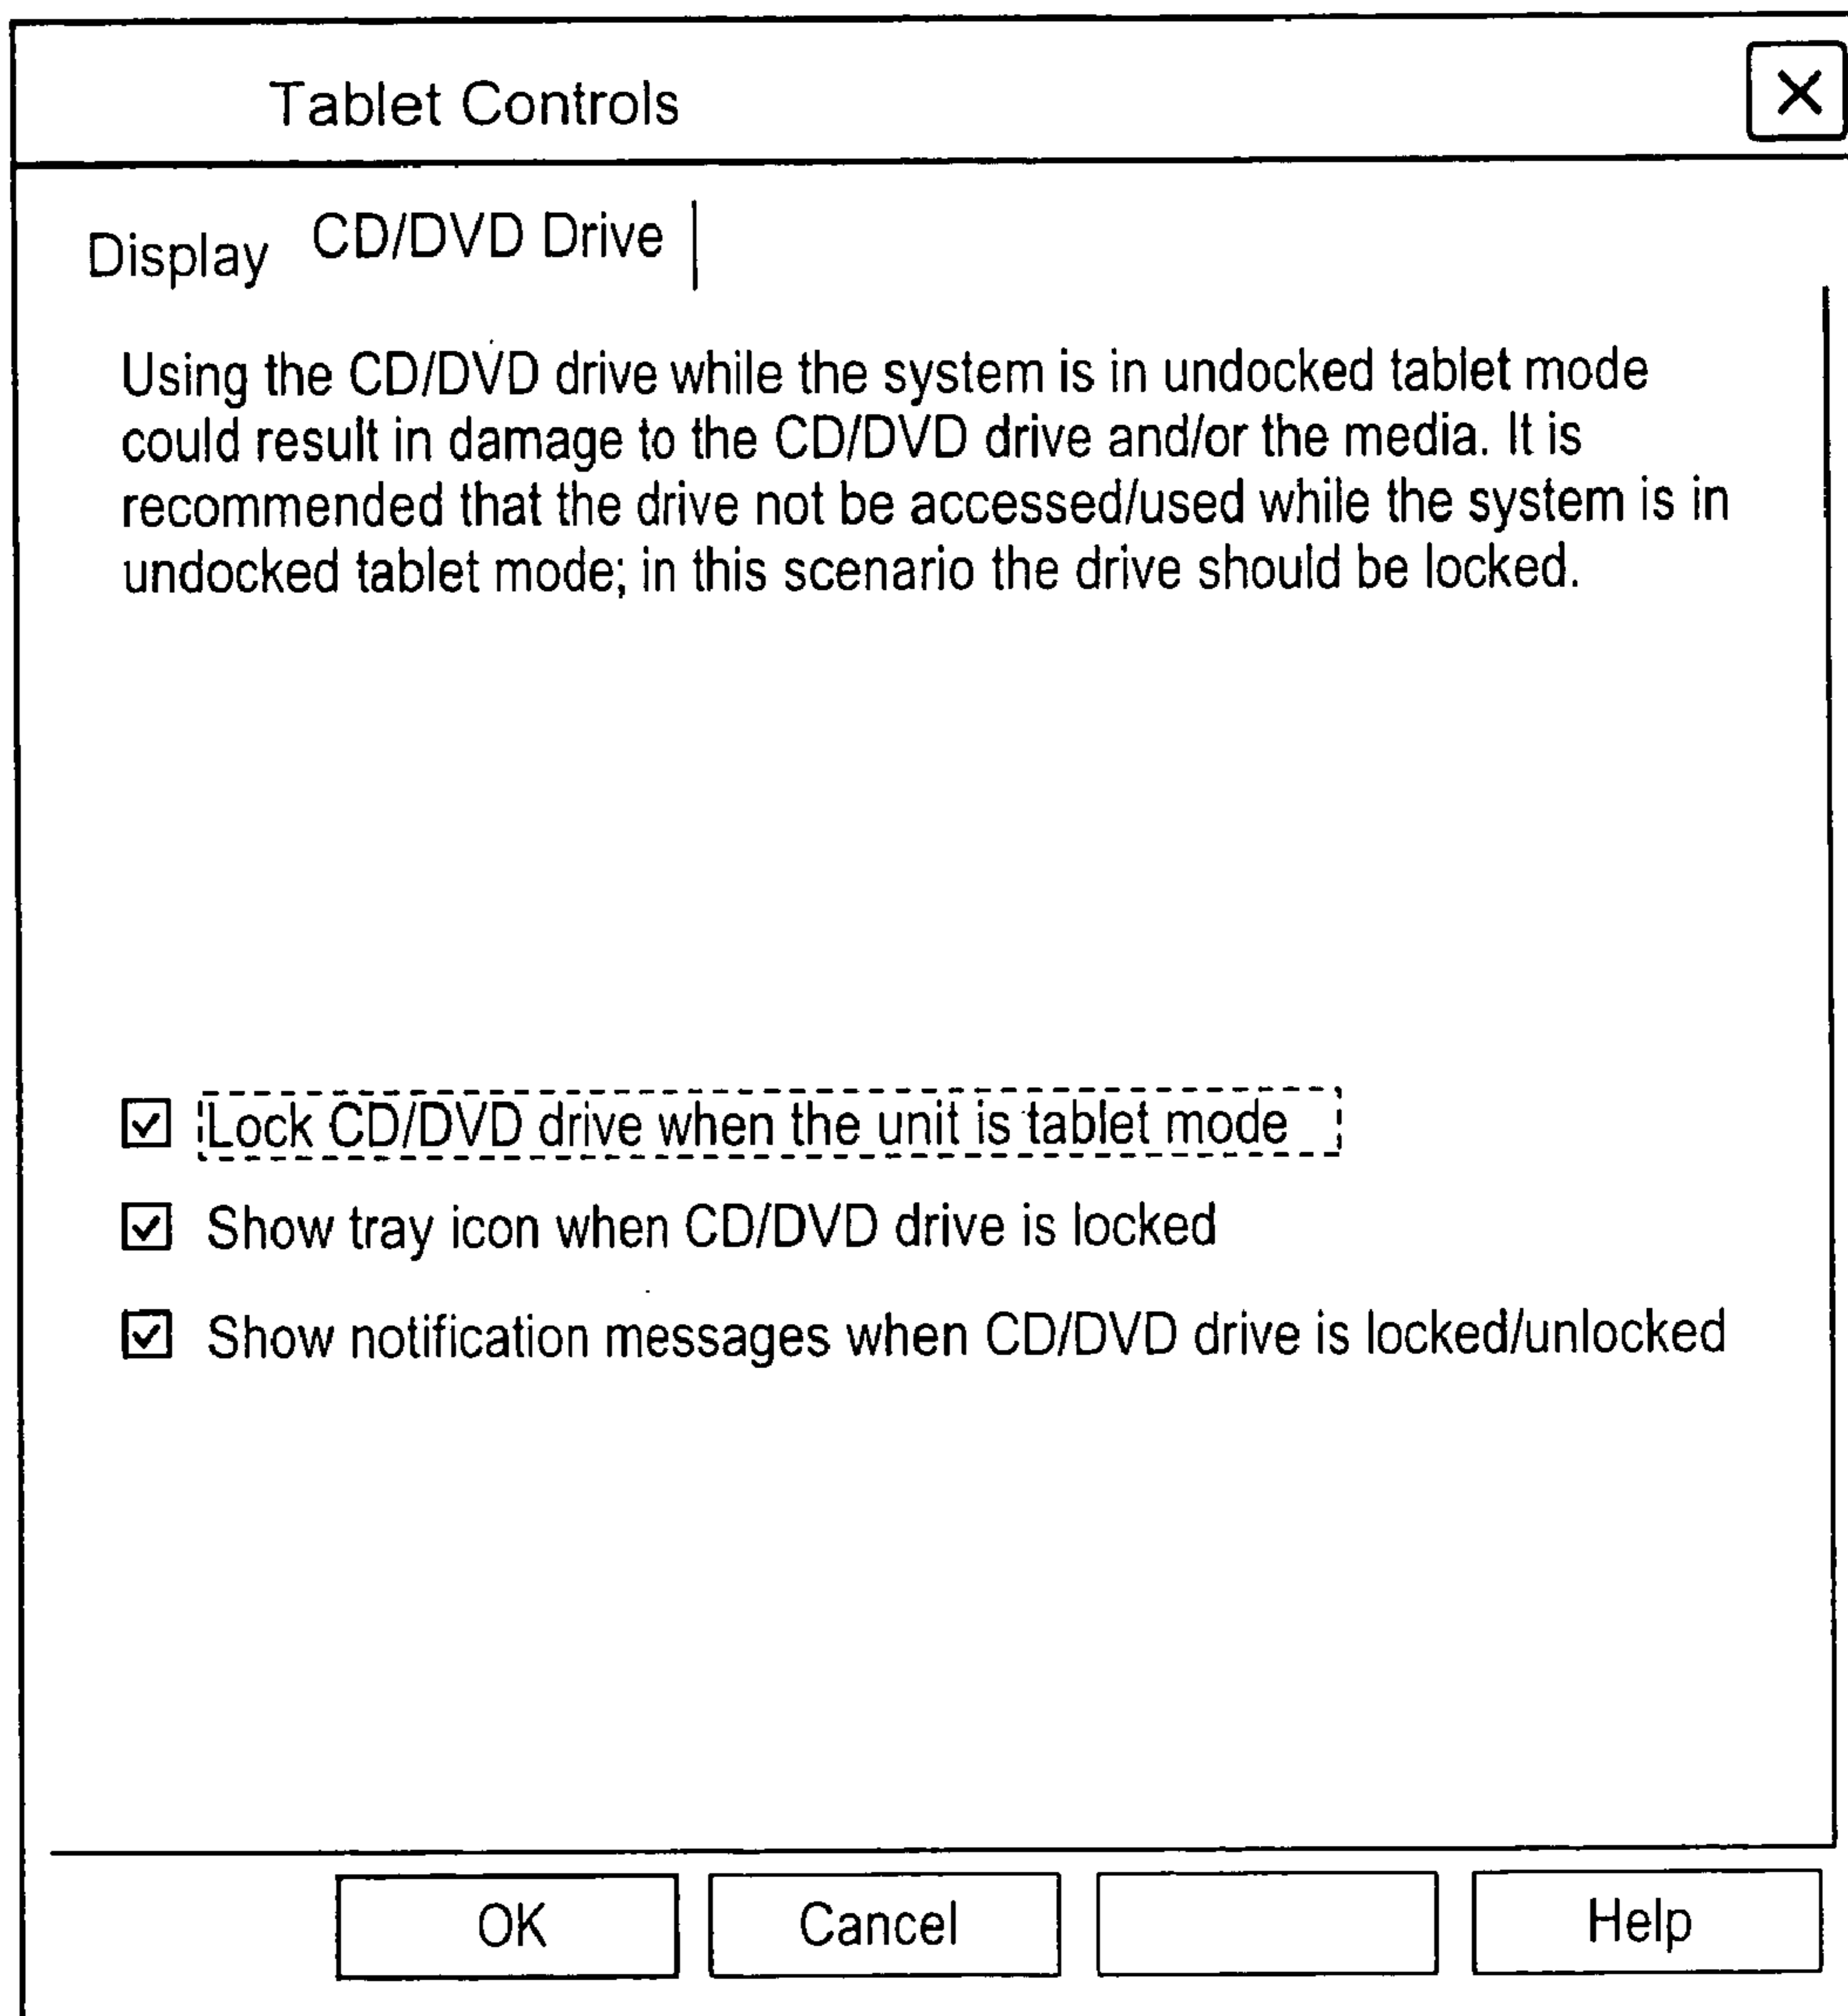 Tablet Controls
Display CD/DVD Drive
Using the CD/DVD drive while the system is in undocked tablet mode
could result in damage to the CD/DVD drive and/or the media. It is
recommended that the drive not be accessed/used while the system is in
undocked tablet mode; in this scenario the drive should be locked.
Lock CD/DVD drive when the unit is tablet mode
Show tray icon when CD/DVD drive is locked
Show notification messages when CD/DVD drive is locked/unlocked
OK Cancel Help